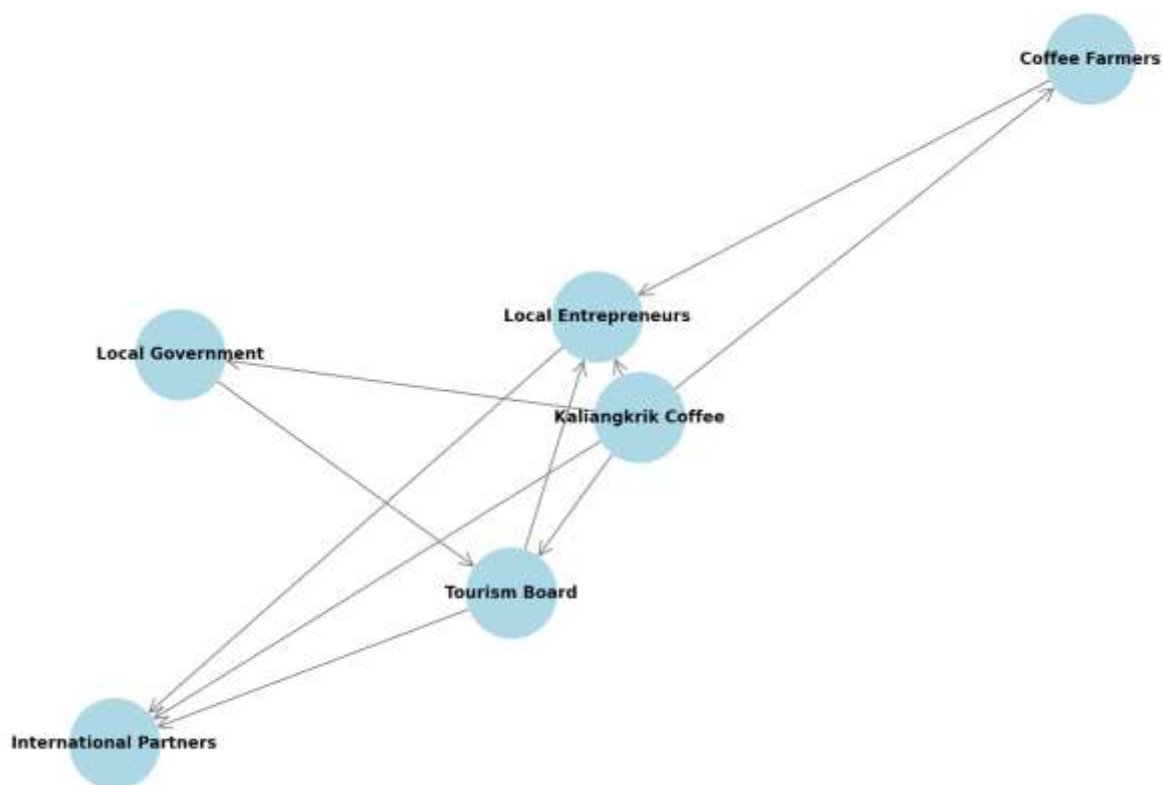 Coffee Farmers
Local Entrepreneurs
Local Government
Kaliangkrik Coffee
Tourism Board
International Partners